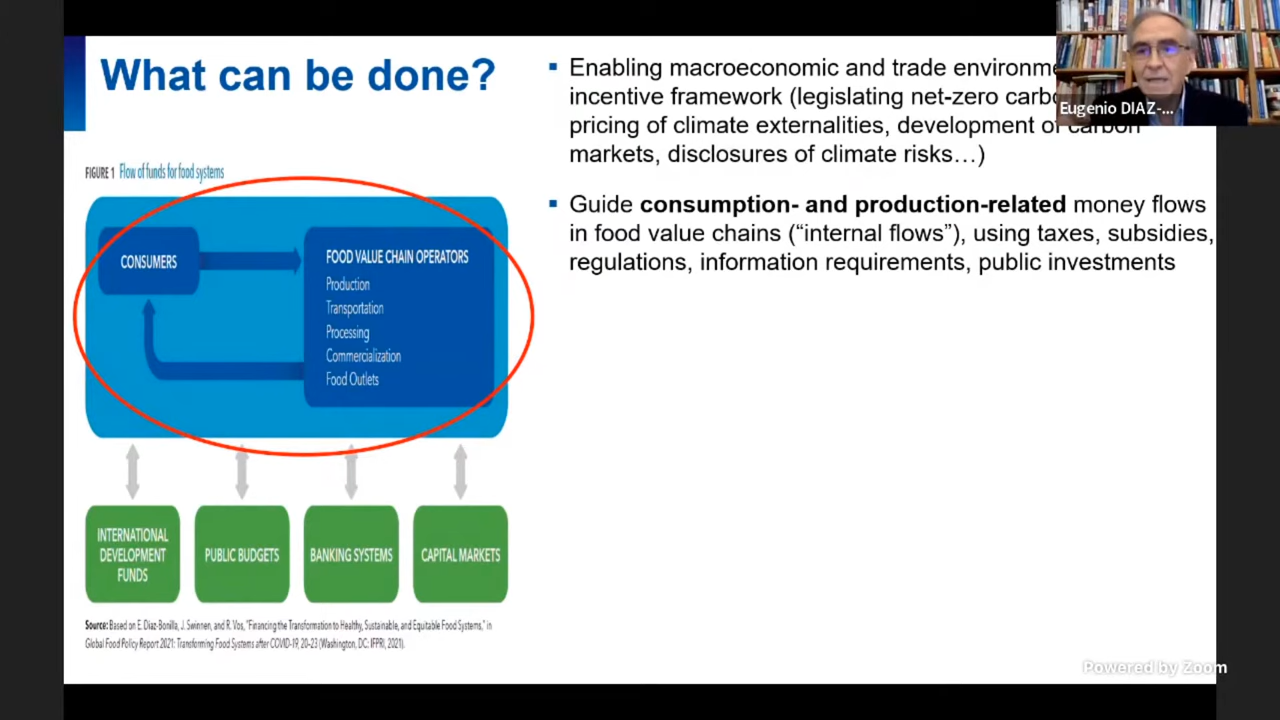 What can be done?
FIGURE 1 Flow of funds for food systems
CONSUMERS
FOOD VALUE CHAIN OPERATORS
Production
Transportation
Processing
Commercialization
Food Outlets
INTERNATIONAL
DEVELOPMENT
FUNDS
PUBLIC BUDGETS
BANKING SYSTEMS
CAPITAL MARKETS
Source: Based on E. Diaz-Bonilla, J. Swinnen, and R. Vos, “Financing the Transformation to Healthy, Sustainable, and Equitable Food Systems,” in
Global Food Policy Report 2021: Transforming Food Systems after COVID-19, 20-23 (Washington, DC: IFPRI, 2021).
▪ Enabling macroeconomic and trade
incentive framework (legislating net-zero
pricing of climate externalities, development of carbon
markets, disclosures of climate risks…)
▪ Guide consumption- and production-related money flows
in food value chains (“internal flows”), using taxes, subsidies,
regulations, information requirements, public investments
Eugenio DIAZ-...
Powered by Zoom